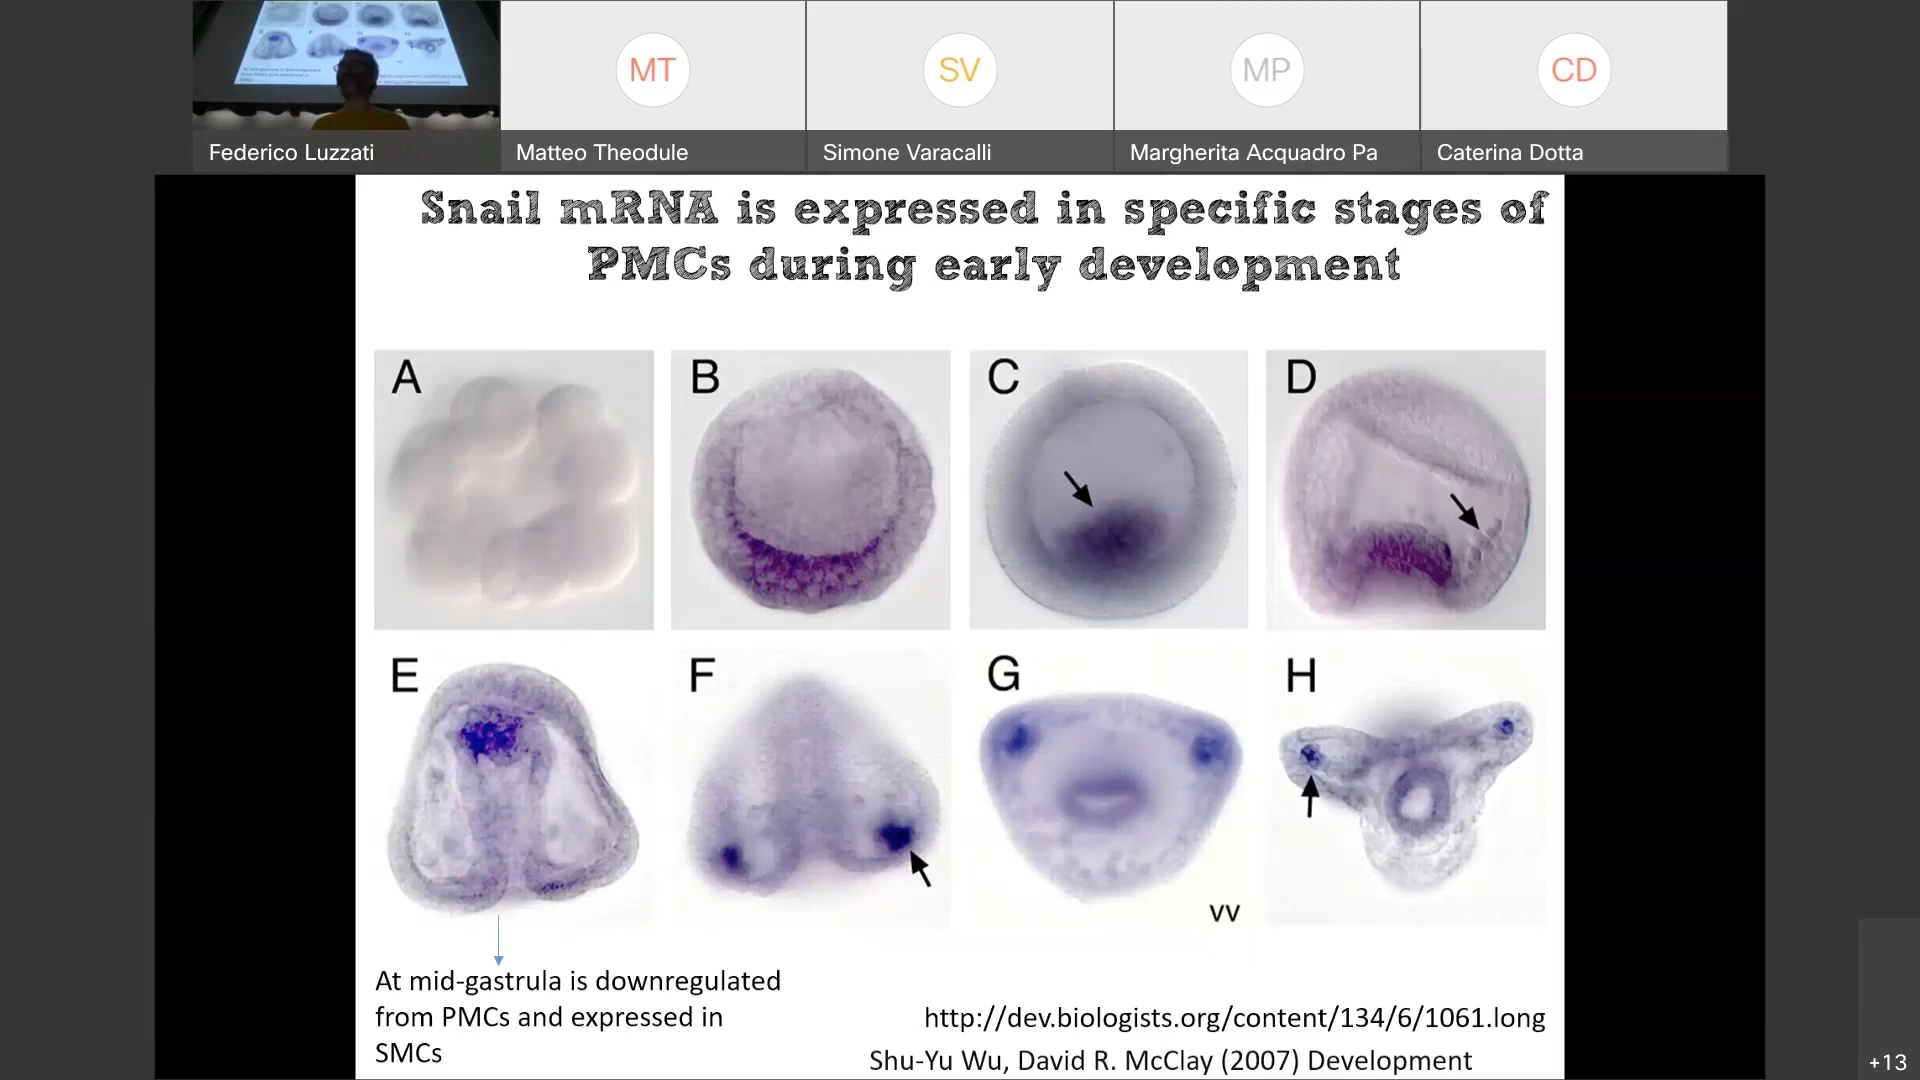 MT
SV
MP
CD
Federico Luzzati
Matteo Theodule
Simone Varacalli
Margherita Acquadro Pa
Caterina Dotta
Snail mRNA is expressed in specific stages of
PMCs during early development
A
B
C
D
E
F
G
H
VV
At mid-gastrula is downregulated
from PMCs and expressed in
SMCs
http://dev.biologists.org/content/134/6/1061.long
Shu-Yu Wu, David R. McClay (2007) Development
+13